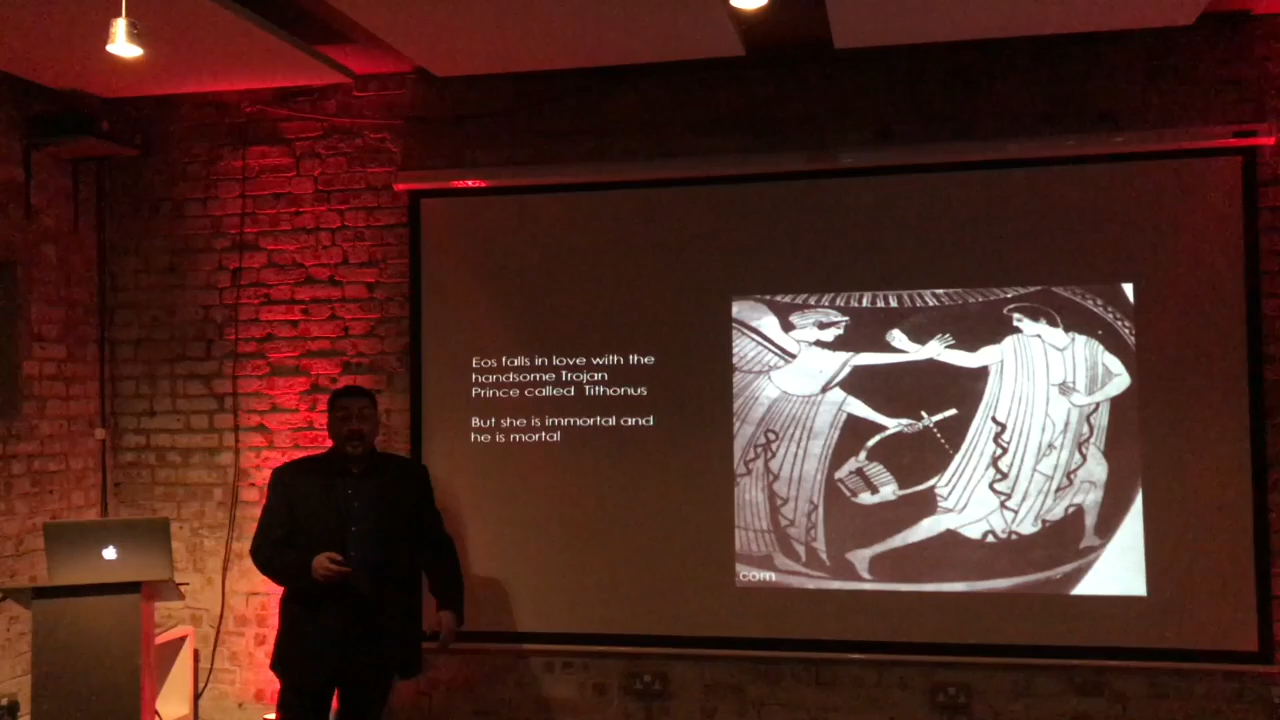 Eos falls in love with the
handsome Trojan
Prince called Tithonus
But she is immortal and
he is mortal
.com